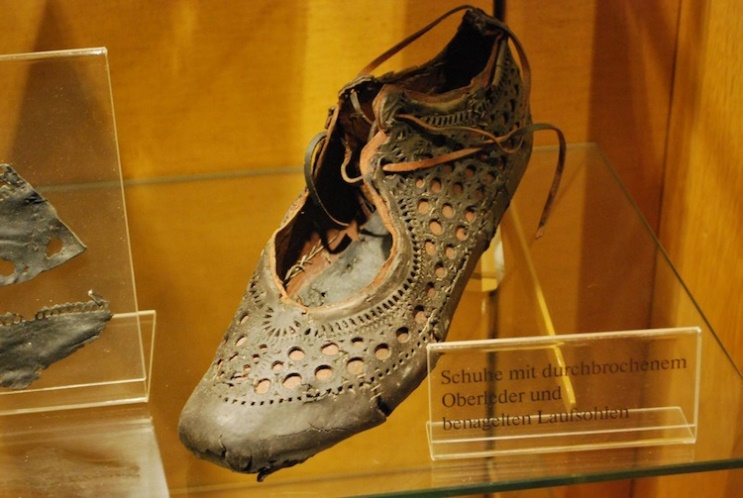 Schuhe mit durchbrochenem
Oberleder und
benagelten Laufsohlen